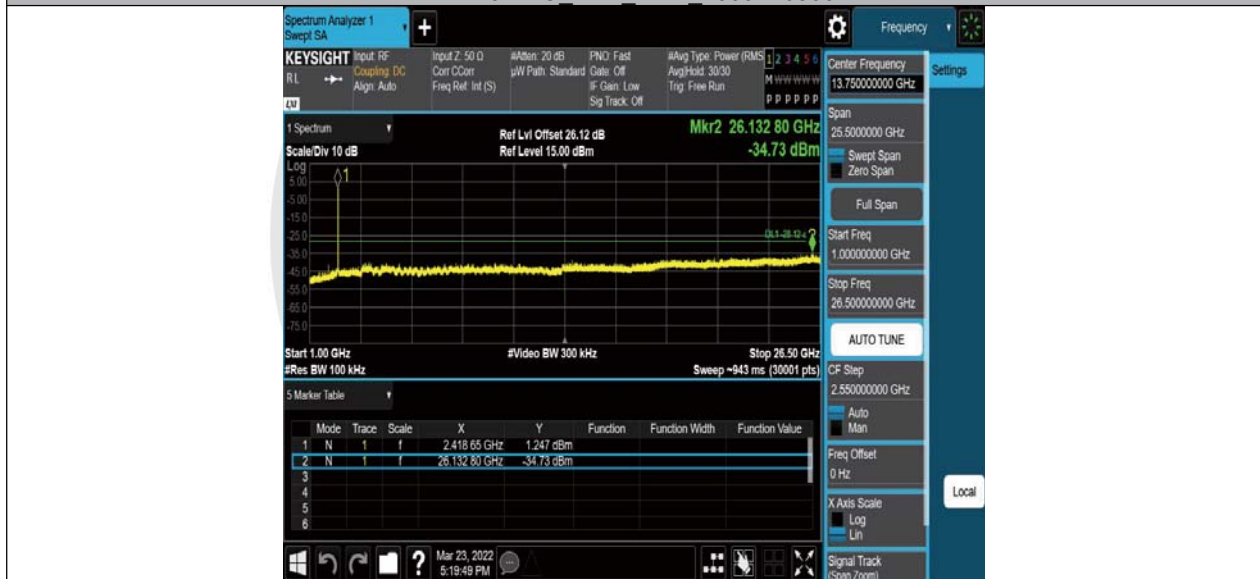 Spectrum Analyzer 1
Swept SA
+
Frequency
KEYSIGHT
RL
LXI
Input: RF
Coupling: DC
Align: Auto
Input Z: 50 Ω
Corr CCorr
Freq Ref: Int (S)
#Atten: 20 dB
µW Path: Standard
PNO: Fast
Gate: Off
IF Gain: Low
Sig Track: Off
#Avg Type: Power (RMS
Avg|Hold: 30/30
Trig: Free Run
1 2 3 4 5 6
M W W W W W
P P P P P P
Center Frequency
13.750000000 GHz
Settings
Span
25.5000000 GHz
Swept Span
Zero Span
Full Span
Start Freq
1.000000000 GHz
Stop Freq
26.500000000 GHz
AUTO TUNE
CF Step
2.550000000 GHz
Auto
Man
Freq Offset
0 Hz
X Axis Scale
Log
Lin
Signal Track
(Span Zoom)
Local
1 Spectrum
Scale/Div 10 dB
Ref Lvl Offset 26.12 dB
Ref Level 15.00 dBm
Mkr2 26.132 80 GHz
-34.73 dBm
Log
5.00
-5.00
-15.0
-25.0
-35.0
-45.0
-55.0
-65.0
-75.0
1
2
Start 1.00 GHz
#Res BW 100 kHz
#Video BW 300 kHz
Stop 26.50 GHz
Sweep ~943 ms (30001 pts)
5 Marker Table
Mode Trace Scale X Y Function Function Width Function Value
1 N 1 f 2.418 65 GHz 1.247 dBm
2 N 1 f 26.132 80 GHz -34.73 dBm
3
4
5
6
?
Mar 23, 2022
5:19:49 PM